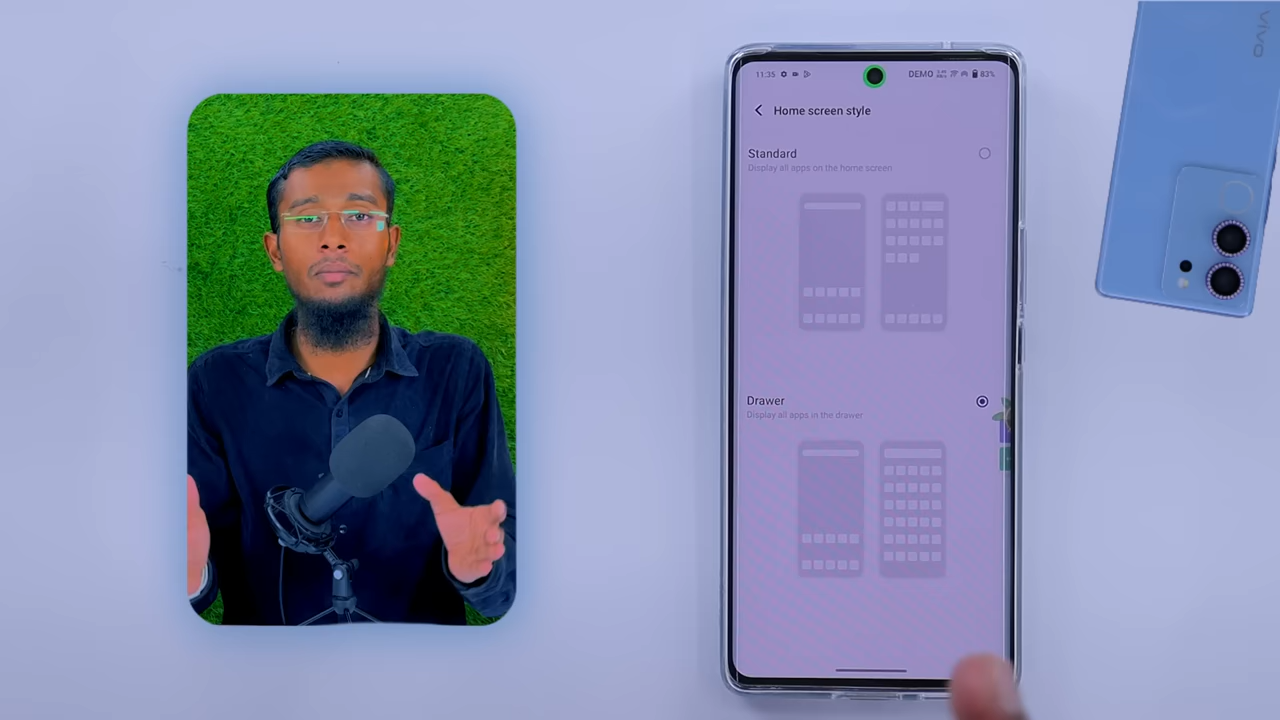 11:35
DEMO
83%
Home screen style
Standard
Display all apps on the home screen
Drawer
Display all apps in the drawer
vivo